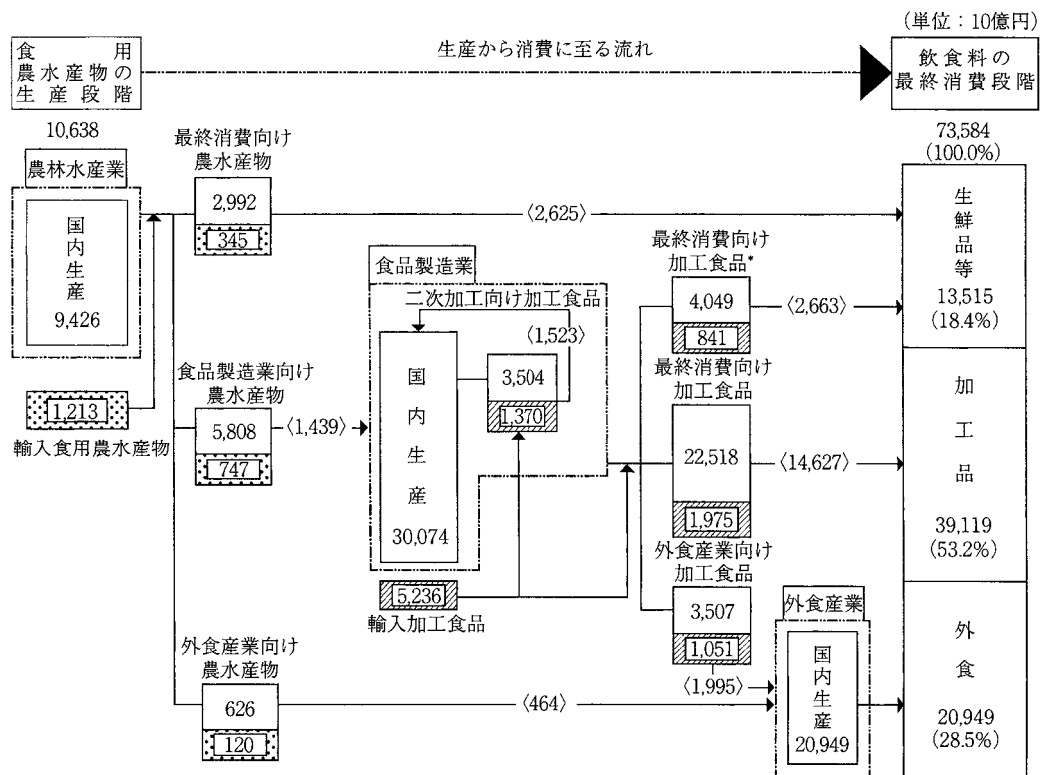 (単位:10億円)
食用
農水産物の
生産段階
生産から消費に至る流れ
飲食料の
最終消費段階
10,638
73,584
(100.0%)
農林水産業
国内生産
9,426
1,213
輸入食用農水産物
最終消費向け
農水産物
2,992
345
〈2,625〉
食品製造業向け
農水産物
5,808
747
〈1,439〉
外食産業向け
農水産物
626
120
〈464〉
食品製造業
二次加工向け加工食品
〈1,523〉
国内生産
30,074
3,504
1,370
5,236
輸入加工食品
最終消費向け
加工食品*
4,049
841
〈2,663〉
最終消費向け
加工食品
22,518
1,975
〈14,627〉
外食産業向け
加工食品
3,507
1,051
〈1,995〉
外食産業
国内生産
20,949
生鮮品等
13,515
(18.4%)
加工品
39,119
(53.2%)
外食
20,949
(28.5%)